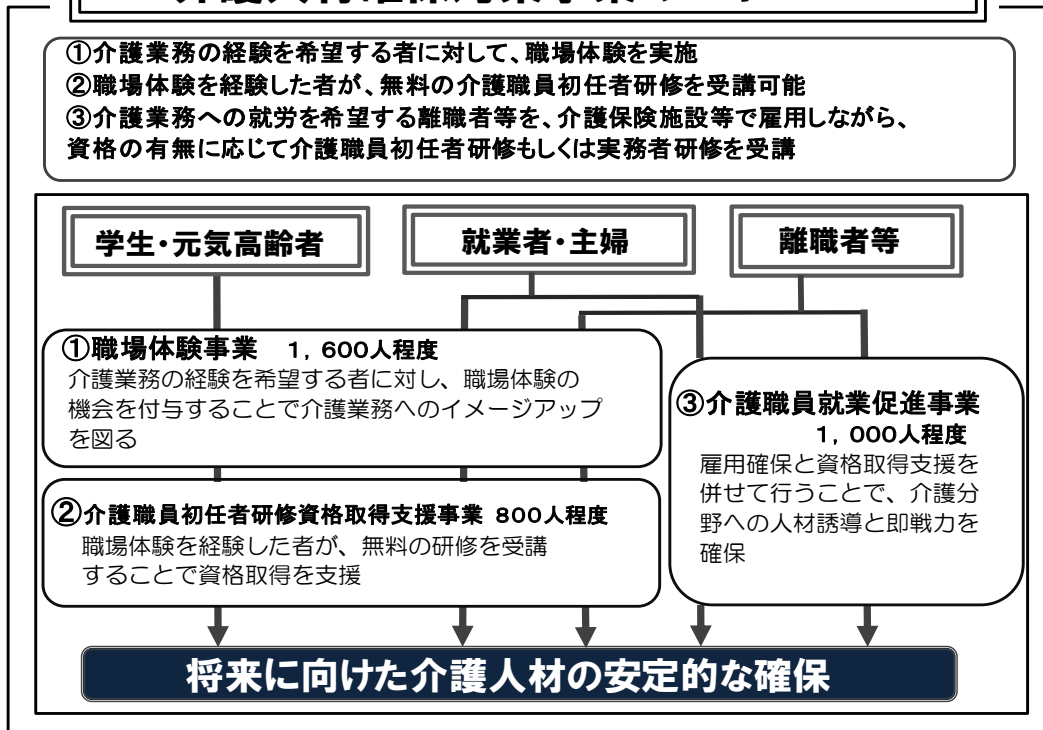 ①介護業務の経験を希望する者に対して、職場体験を実施
②職場体験を経験した者が、無料の介護職員初任者研修を受講可能
③介護業務への就労を希望する離職者等を、介護保険施設等で雇用しながら、
資格の有無に応じて介護職員初任者研修もしくは実務者研修を受講
学生・元気高齢者
就業者・主婦
離職者等
①職場体験事業 1,600人程度
介護業務の経験を希望する者に対し、職場体験の
機会を付与することで介護業務へのイメージアップ
を図る
②介護職員初任者研修資格取得支援事業 800人程度
職場体験を経験した者が、無料の研修を受講
することで資格取得を支援
③介護職員就業促進事業
1,000人程度
雇用確保と資格取得支援を
併せて行うことで、介護分
野への人材誘導と即戦力を
確保
将来に向けた介護人材の安定的な確保